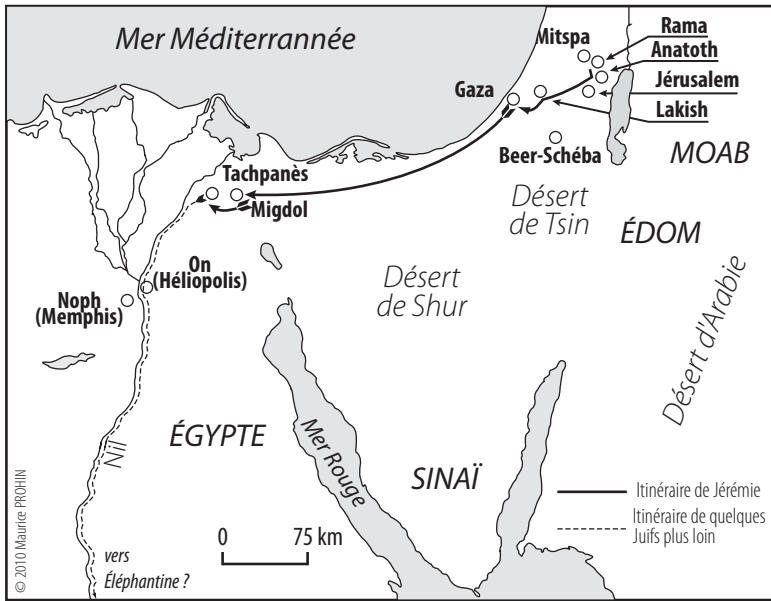 Mer Méditerrannée
Mitspa
Rama
Anatoth
Gaza
Jérusalem
Lakish
Beer-Schéba
MOAB
Tachpanès
Migdol
Désert
de Tsin
ÉDOM
On
(Héliopolis)
Noph
(Memphis)
Désert
de Shur
Désert d'Arabie
ÉGYPTE
Nil
Mer Rouge
SINAÏ
Itinéraire de Jérémie
Itinéraire de quelques
Juifs plus loin
0 75 km
vers
Éléphantine ?
© 2010 Maurice PROHIN